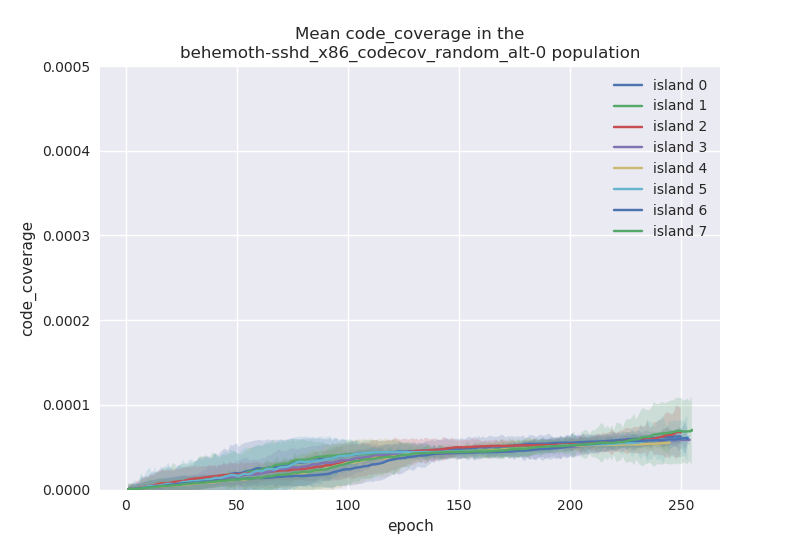 Mean code_coverage in the
behemoth-sshd_x86_codecov_random_alt-0 population
0.0005
0.0004
0.0003
0.0002
0.0001
0.0000
code_coverage
island 0
island 1
island 2
island 3
island 4
island 5
island 6
island 7
0 50 100 150 200 250
epoch